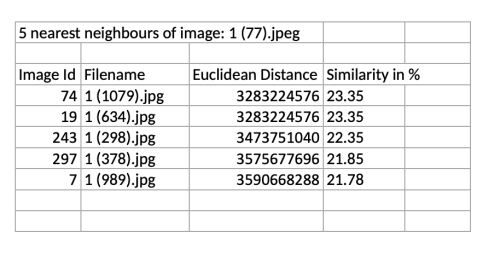 5 nearest neighbours of image: 1 (77).jpeg
Image Id Filename Euclidean Distance Similarity in %
74 1 (1079).jpg 3283224576 23.35
19 1 (634).jpg 3283224576 23.35
243 1 (298).jpg 3473751040 22.35
297 1 (378).jpg 3575677696 21.85
7 1 (989).jpg 3590668288 21.78